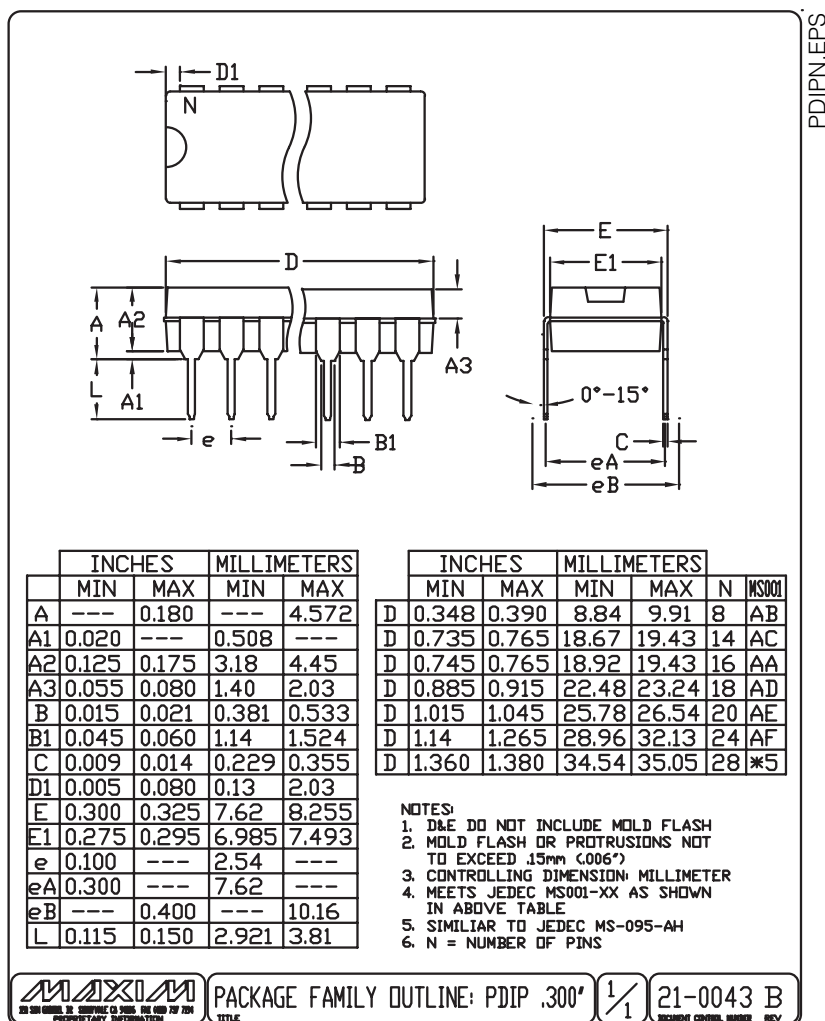 PDIPN.EPS
D1
N
E
E1
D
A
A2
A3
L
A1
0°-15°
e
B1
B
C
eA
eB
INCHES MILLIMETERS
MIN MAX MIN MAX
A --- 0.180 --- 4.572
A1 0.020 --- 0.508 ---
A2 0.125 0.175 3.18 4.45
A3 0.055 0.080 1.40 2.03
B 0.015 0.021 0.381 0.533
B1 0.045 0.060 1.14 1.524
C 0.009 0.014 0.229 0.355
D1 0.005 0.080 0.13 2.03
E 0.300 0.325 7.62 8.255
E1 0.275 0.295 6.985 7.493
e 0.100 --- 2.54 ---
eA 0.300 --- 7.62 ---
eB --- 0.400 --- 10.16
L 0.115 0.150 2.921 3.81
INCHES MILLIMETERS
MIN MAX MIN MAX N MS001
D 0.348 0.390 8.84 9.91 8 AB
D 0.735 0.765 18.67 19.43 14 AC
D 0.745 0.765 18.92 19.43 16 AA
D 0.885 0.915 22.48 23.24 18 AD
D 1.015 1.045 25.78 26.54 20 AE
D 1.14 1.265 28.96 32.13 24 AF
D 1.360 1.380 34.54 35.05 28 *5
NOTES:
1. D&E DO NOT INCLUDE MOLD FLASH
2. MOLD FLASH OR PROTRUSIONS NOT
TO EXCEED .15mm (.006")
3. CONTROLLING DIMENSION: MILLIMETER
4. MEETS JEDEC MS001-XX AS SHOWN
IN ABOVE TABLE
5. SIMILIAR TO JEDEC MS-095-AH
6. N = NUMBER OF PINS
MAXIM
PROPRIETARY INFORMATION
PACKAGE FAMILY OUTLINE: PDIP .300"
TITLE
1/1
21-0043 B
DOCUMENT CONTROL NUMBER REV